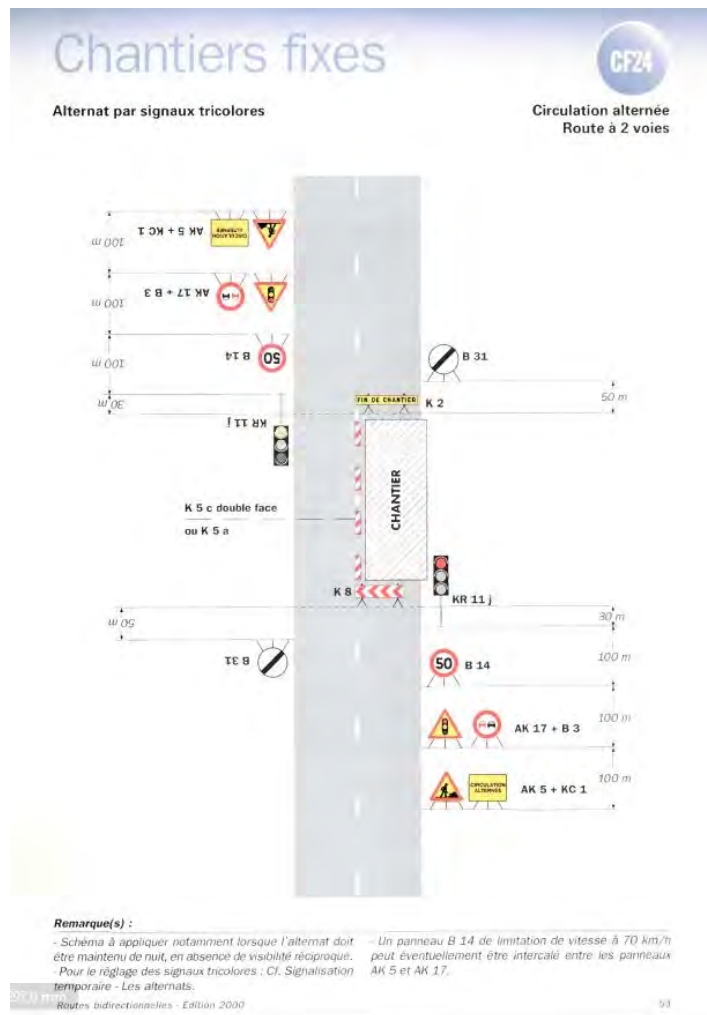 Chantiers fixes
CF24
Alternat par signaux tricolores
Circulation alternée
Route à 2 voies
100 m
AK 5 + KC 1
CIRCULATION
ALTERNÉE
100 m
AK 17 + B 3
100 m
B 14
50
B 31
30 m
KR 11 j
FIN DE CHANTIER
K 2
50 m
CHANTIER
K 5 c double face
ou K 5 a
K 8
KR 11 j
50 m
30 m
B 31
50
B 14
100 m
AK 17 + B 3
100 m
CIRCULATION
ALTERNÉE
AK 5 + KC 1
100 m
Remarque(s) :
- Schéma à appliquer notamment lorsque l'alternat doit
être maintenu de nuit, en absence de visibilité réciproque.
- Pour le réglage des signaux tricolores : Cf. Signalisation
temporaire - Les alternats.
- Un panneau B 14 de limitation de vitesse à 70 km/h
peut éventuellement être intercalé entre les panneaux
AK 5 et AK 17.
Routes bidirectionnelles - Edition 2000